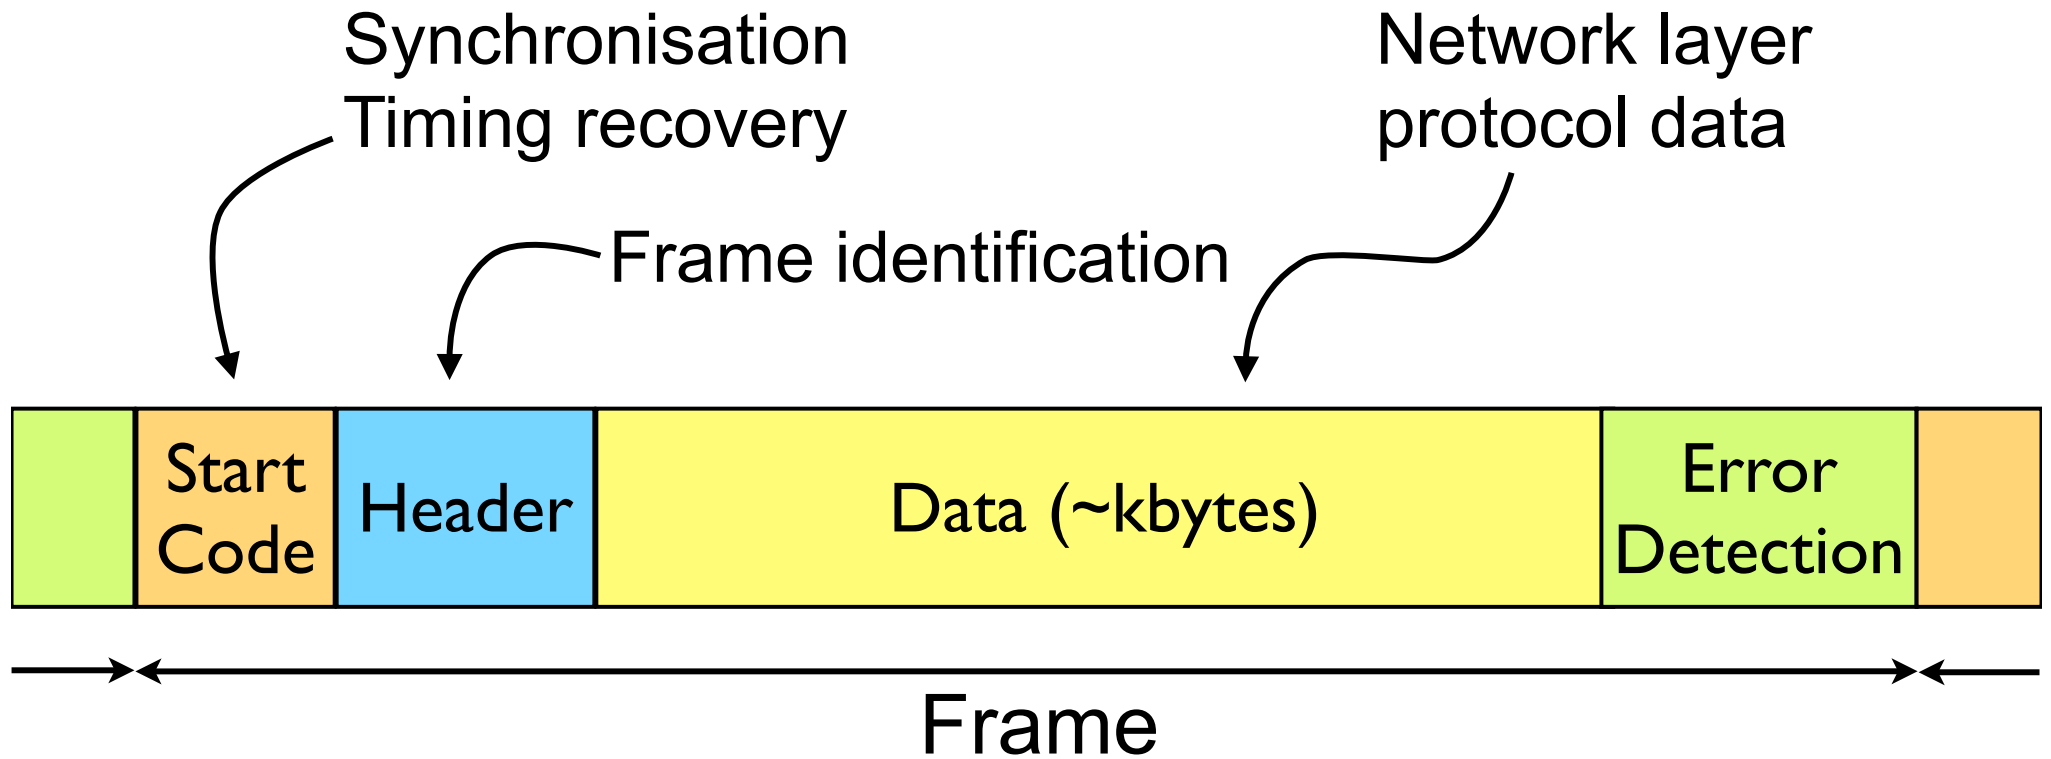 Synchronisation
Timing recovery
Network layer
protocol data
Frame identification
Start
Code
Header
Data (~kbytes)
Error
Detection
Frame